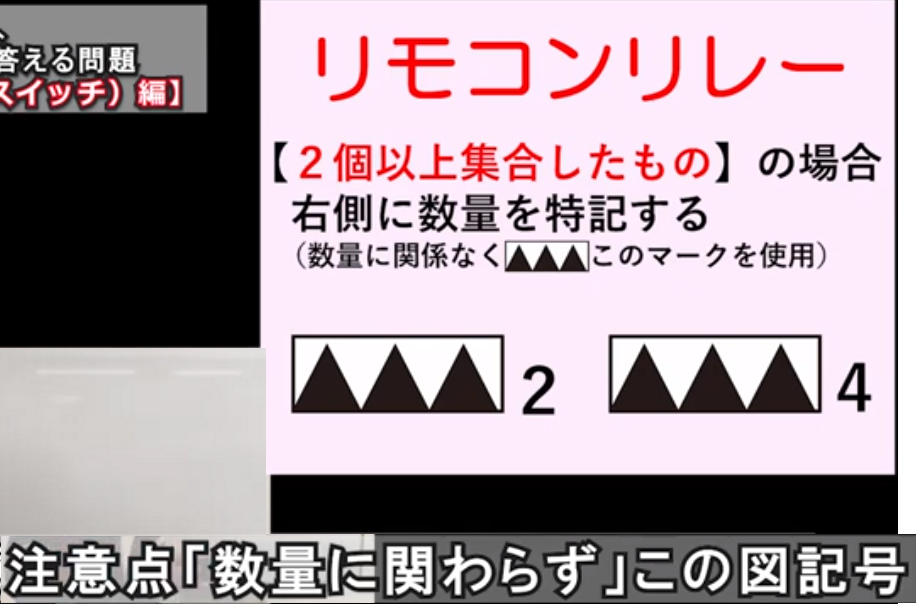 答える問題
スイッチ）編】
リモコンリレー
【２個以上集合したもの】の場合
右側に数量を特記する
（数量に関係なくこのマークを使用）
2
4
注意点「数量に関わらず」この図記号